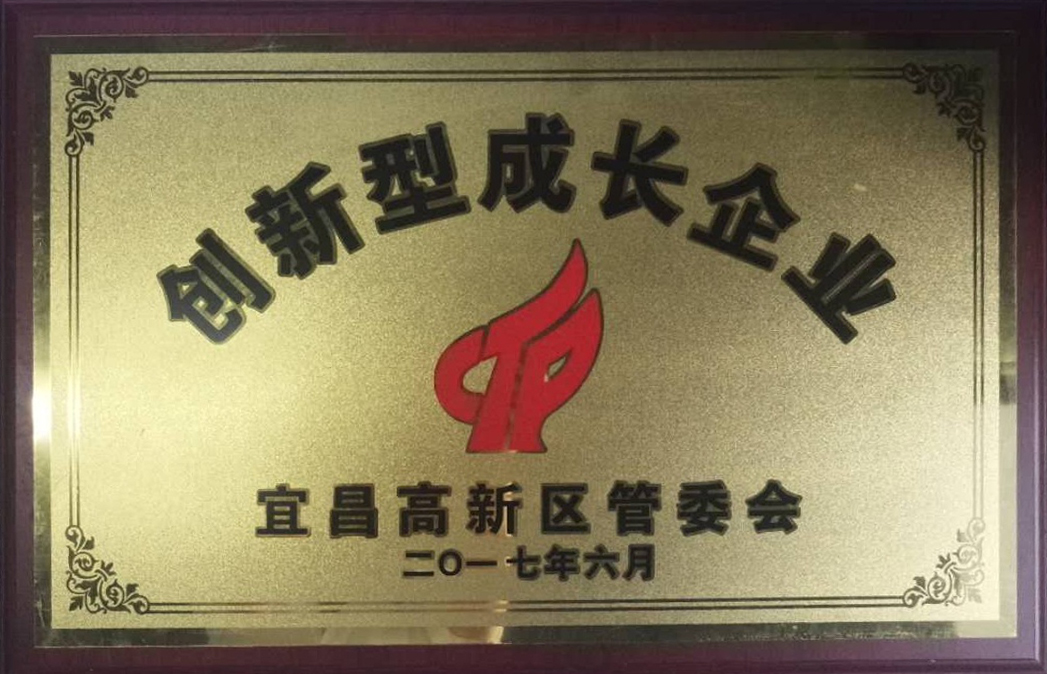 创新型成长企业
宜昌高新区管委会
二〇一七年六月